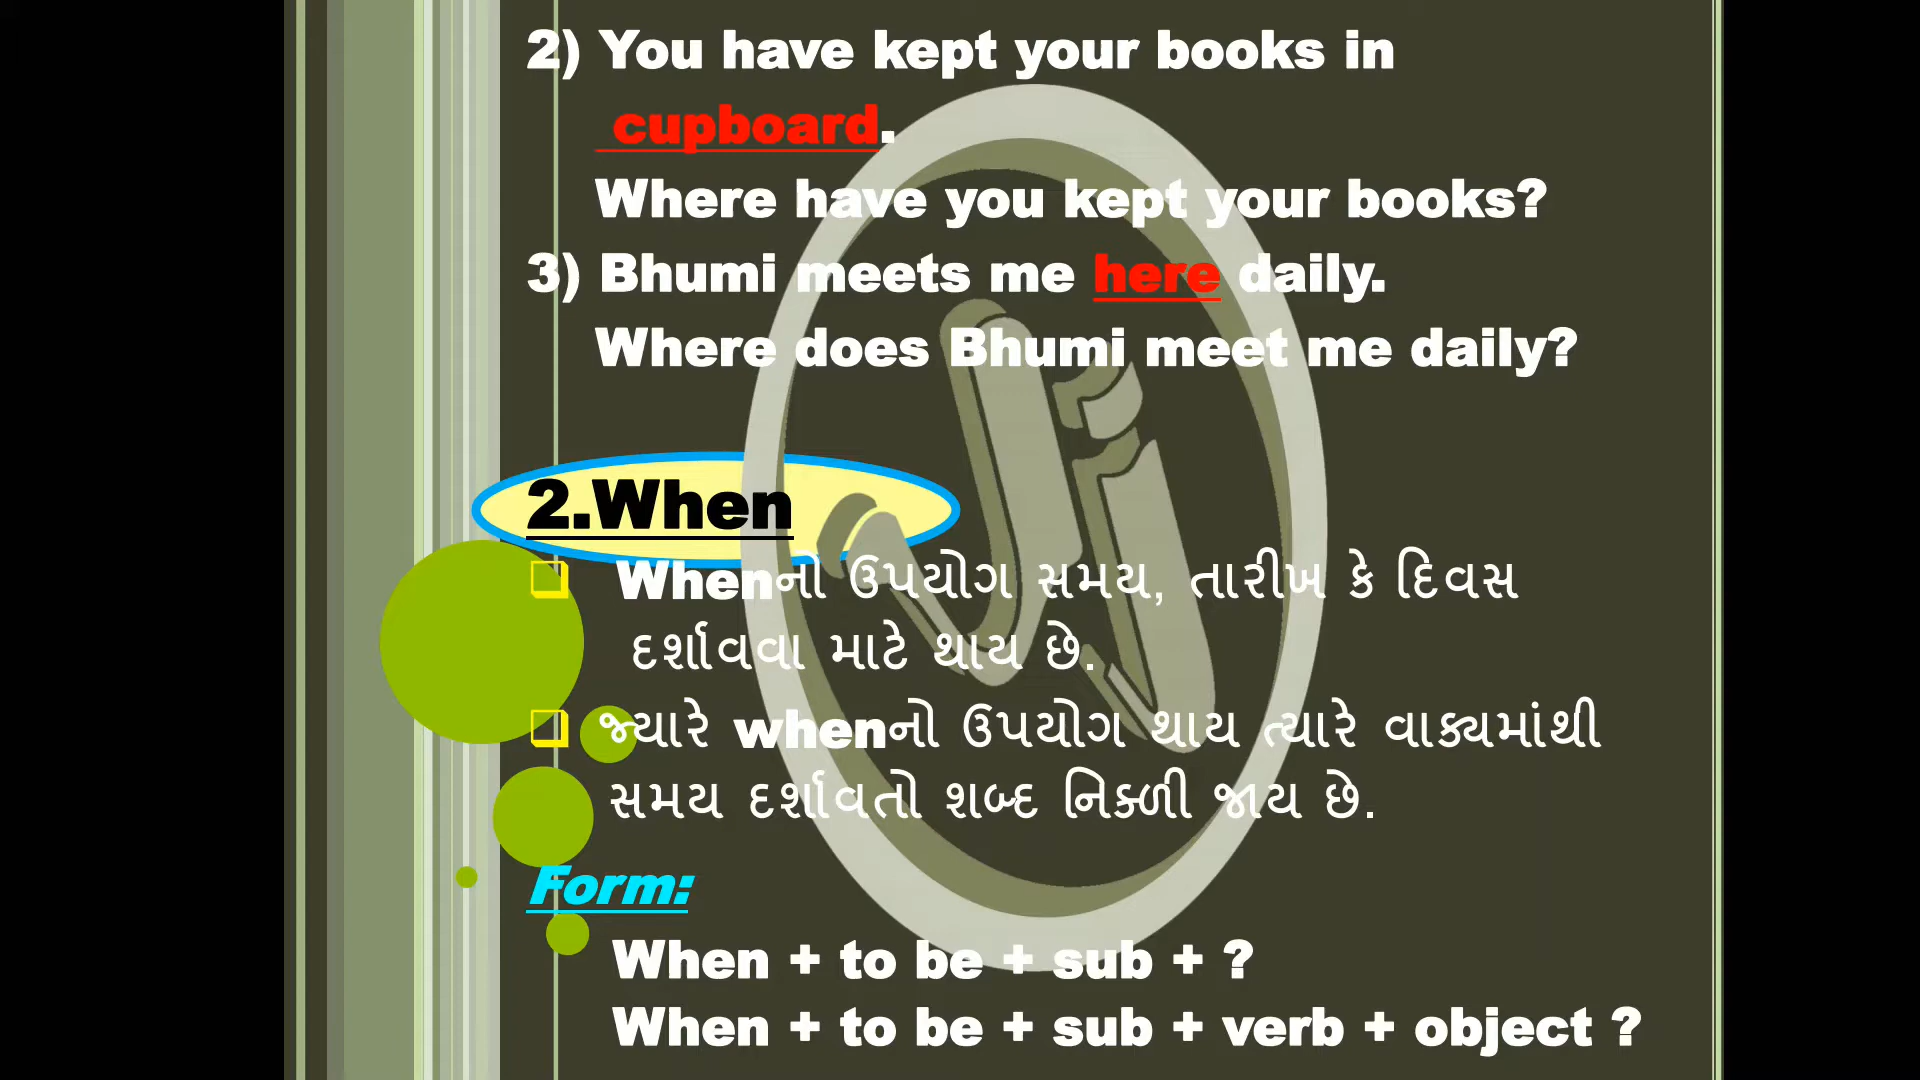 2) You have kept your books in
cupboard.
Where have you kept your books?
3) Bhumi meets me here daily.
Where does Bhumi meet me daily?
2.When
Whenનો ઉપયોગ સમય, તારીખ કે દિવસ
દર્શાવવા માટે થાય છે.
જ્યારે whenનો ઉપયોગ થાય ત્યારે વાક્યમાંથી
સમય દર્શાવતો શબ્દ નિક્ળી જાય છે.
Form:
When + to be + sub + ?
When + to be + sub + verb + object ?